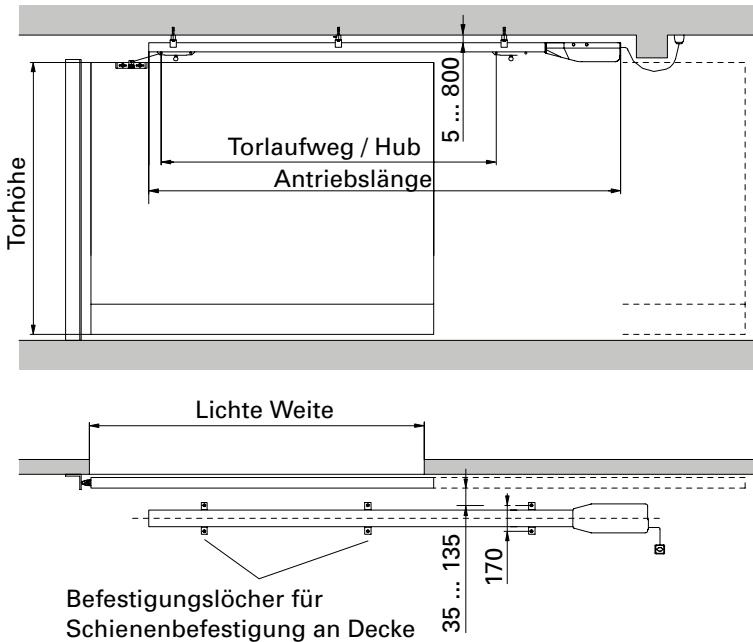 5 ... 800
Torlaufweg / Hub
Antriebslänge
Torhöhe
Lichte Weite
35 ... 135
170
Befestigungslöcher für
Schienenbefestigung an Decke